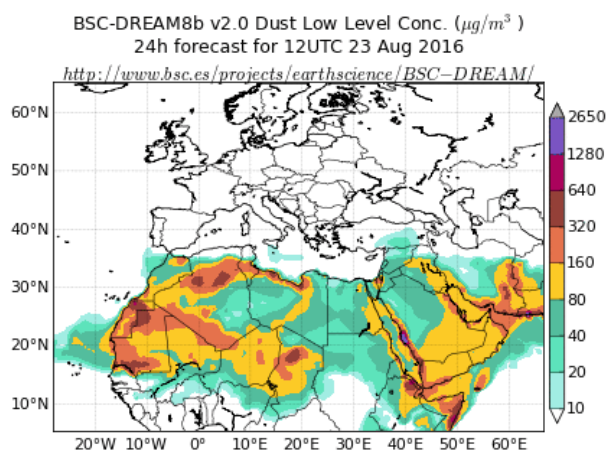 BSC-DREAM8b v2.0 Dust Low Level Conc. (μg/m³ )
24h forecast for 12UTC 23 Aug 2016
http://www.bsc.es/projects/earthscience/BSC−DREAM/
60°N
50°N
40°N
30°N
20°N
10°N
20°W 10°W 0° 10°E 20°E 30°E 40°E 50°E 60°E
2650
1280
640
320
160
80
40
20
10